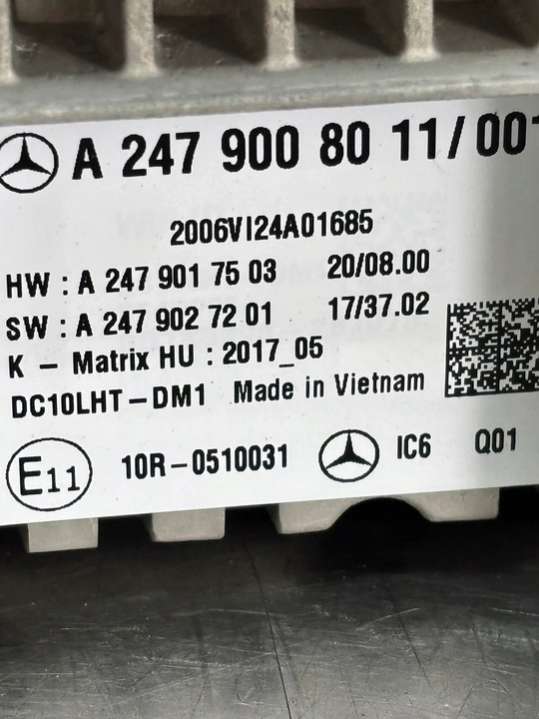 A 247 900 80 11/001
2006VI24A01685
HW : A 247 901 75 03 20/08.00
SW : A 247 902 72 01 17/37.02
K - Matrix HU : 2017_05
DC10LHT-DM1 Made in Vietnam
E11 10R-0510031 IC6 Q01